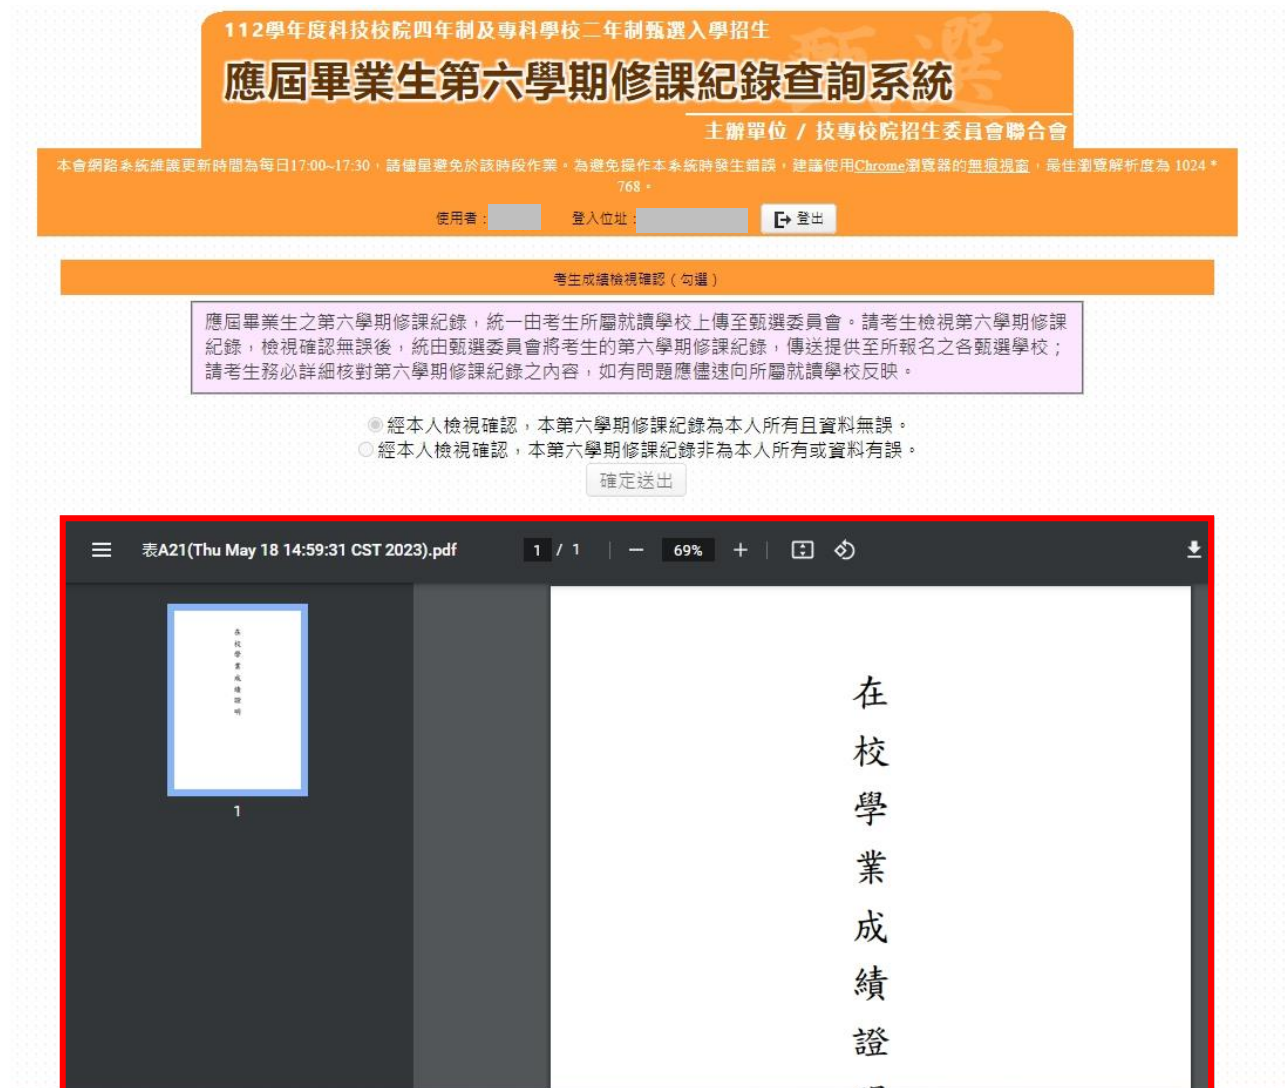 112學年度科技校院四年制及專科學校二年制甄選入學招生
甄選
應屆畢業生第六學期修課紀錄查詢系統
主辦單位 / 技專校院招生委員會聯合會
本會網路系統維護更新時間為每日17:00~17:30，請儘量避免於該時段作業。為避免操作本系統時發生錯誤，建議使用Chrome瀏覽器的無痕視窗，最佳瀏覽解析度為 1024 *
768。
使用者： 登入位址： 登出
考生成績檢視確認（勾選）
應屆畢業生之第六學期修課紀錄，統一由考生所屬就讀學校上傳至甄選委員會。請考生檢視第六學期修課
紀錄，檢視確認無誤後，統由甄選委員會將考生的第六學期修課紀錄，傳送提供至所報名之各甄選學校；
請考生務必詳細核對第六學期修課紀錄之內容，如有問題應儘速向所屬就讀學校反映。
經本人檢視確認，本第六學期修課紀錄為本人所有且資料無誤。
經本人檢視確認，本第六學期修課紀錄非為本人所有或資料有誤。
確定送出
表A21(Thu May 18 14:59:31 CST 2023).pdf 1 / 1 69%
在校學業成績證明
1
在校學業成績證